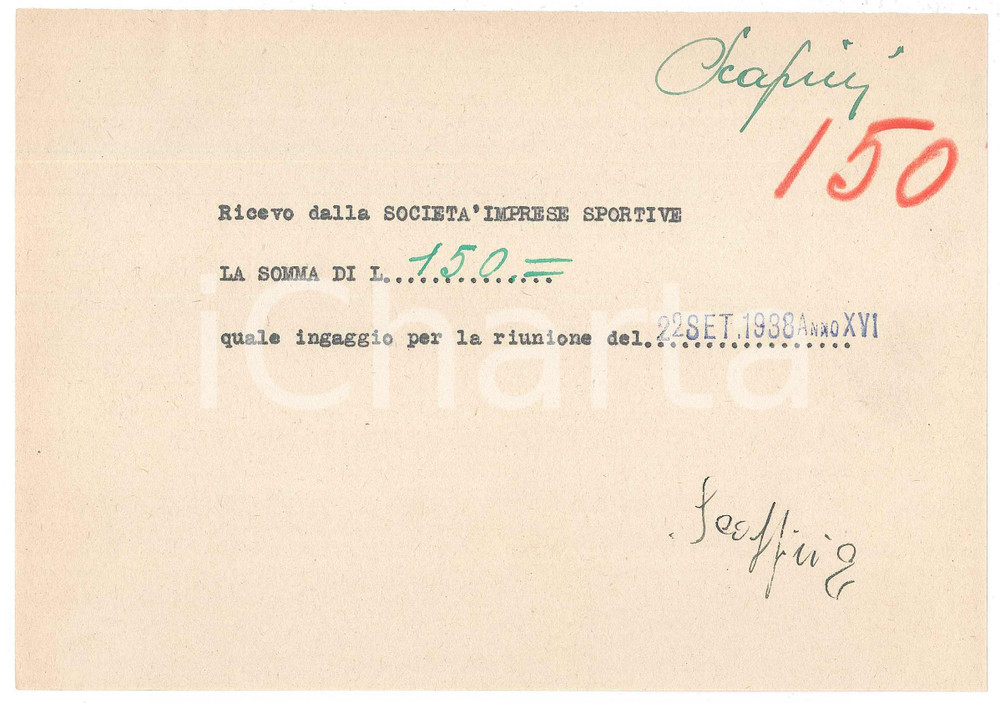 Scapini
150
Ricevo dalla SOCIETA' IMPRESE SPORTIVE
LA SOMMA DI L. 150.=
quale ingaggio per la riunione del. 22 SET. 1938 ANNO XVI
iCharta